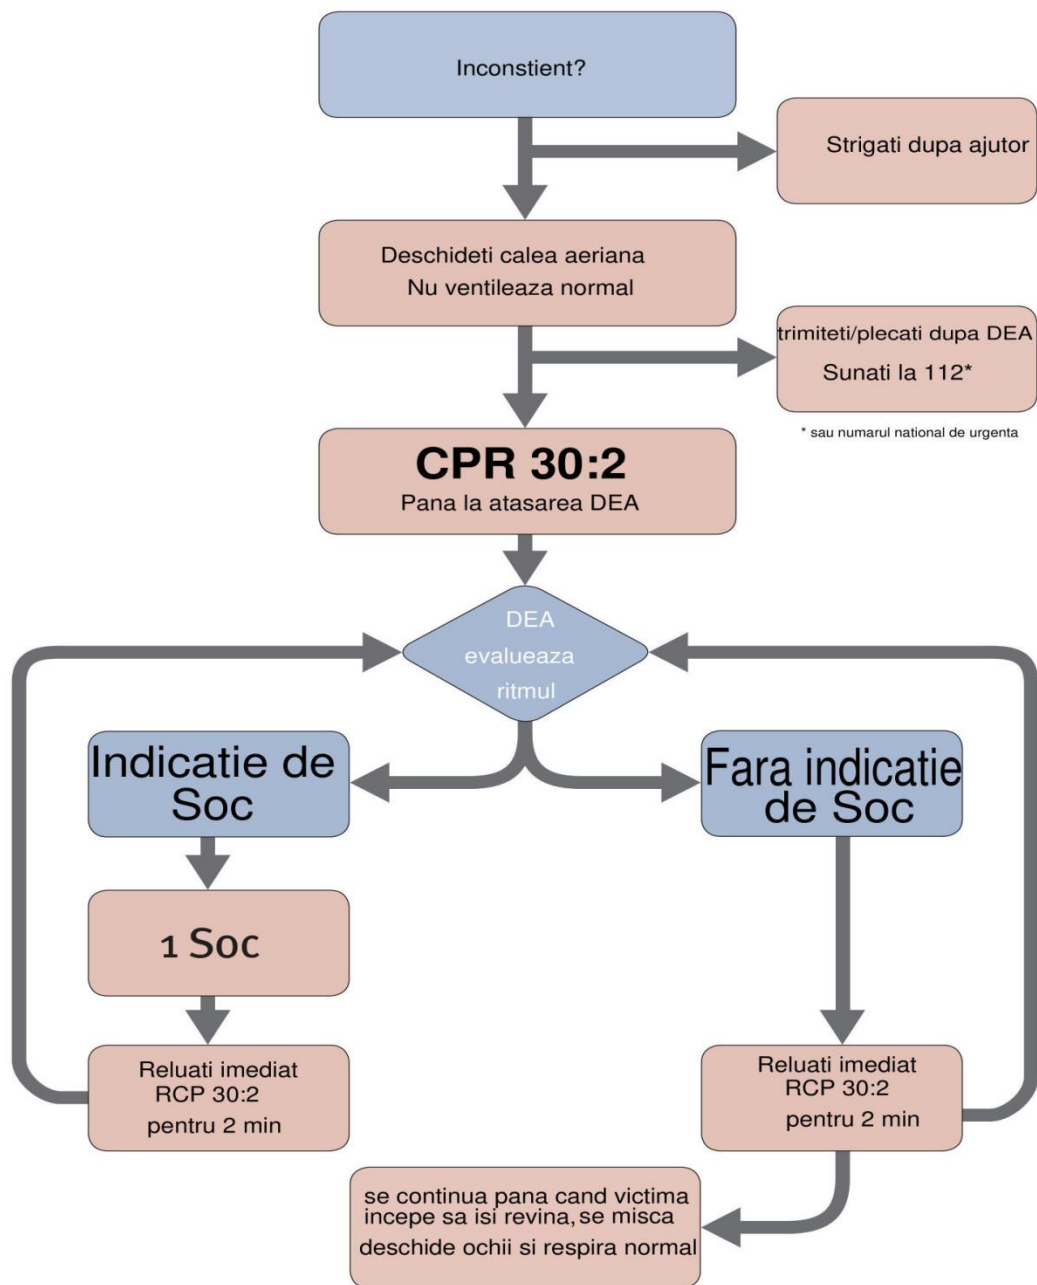 Inconstient?
Strigati dupa ajutor
Deschideti calea aeriana
Nu ventileaza normal
trimiteti/plecati dupa DEA
Sunati la 112*
* sau numarul national de urgenta
CPR 30:2
Pana la atasarea DEA
DEA
evalueaza
ritmul
Indicatie de
Soc
Fara indicatie
de Soc
1 Soc
Reluati imediat
RCP 30:2
pentru 2 min
Reluati imediat
RCP 30:2
pentru 2 min
se continua pana cand victima
incepe sa isi revina, se misca
deschide ochii si respira normal